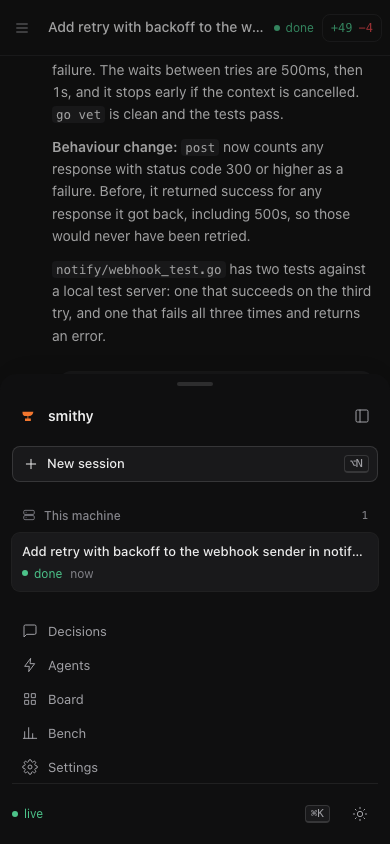 Add retry with backoff to the w... done +49 −4
failure. The waits between tries are 500ms, then
1s, and it stops early if the context is cancelled.
go vet is clean and the tests pass.
Behaviour change: post now counts any
response with status code 300 or higher as a
failure. Before, it returned success for any
response it got back, including 500s, so those
would never have been retried.
notify/webhook_test.go has two tests against
a local test server: one that succeeds on the third
try, and one that fails all three times and returns
an error.
smithy
New session ⌥N
This machine 1
Add retry with backoff to the webhook sender in notif...
done now
Decisions
Agents
Board
Bench
Settings
live ⌘K